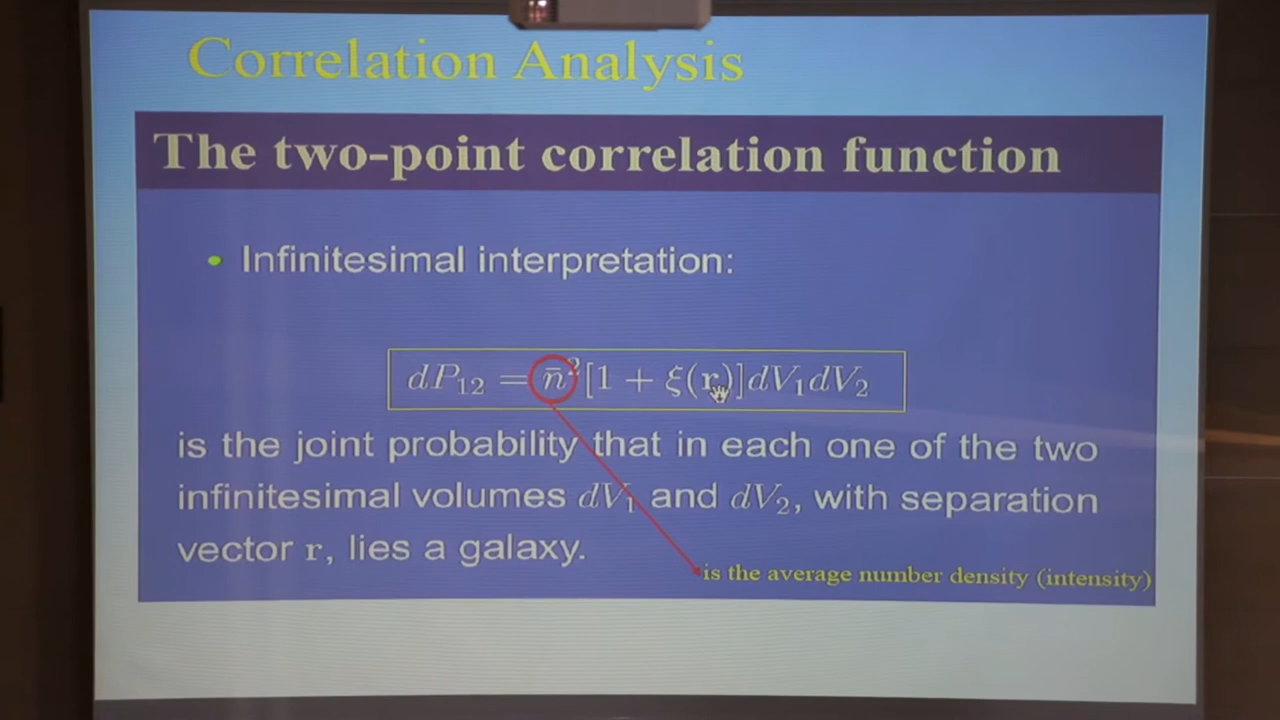 Correlation Analysis
The two-point correlation function
• Infinitesimal interpretation:
dP₁₂ = n̄²[1 + ξ(r)]dV₁dV₂
is the joint probability that in each one of the two
infinitesimal volumes dV₁ and dV₂, with separation
vector r, lies a galaxy.
is the average number density (intensity)